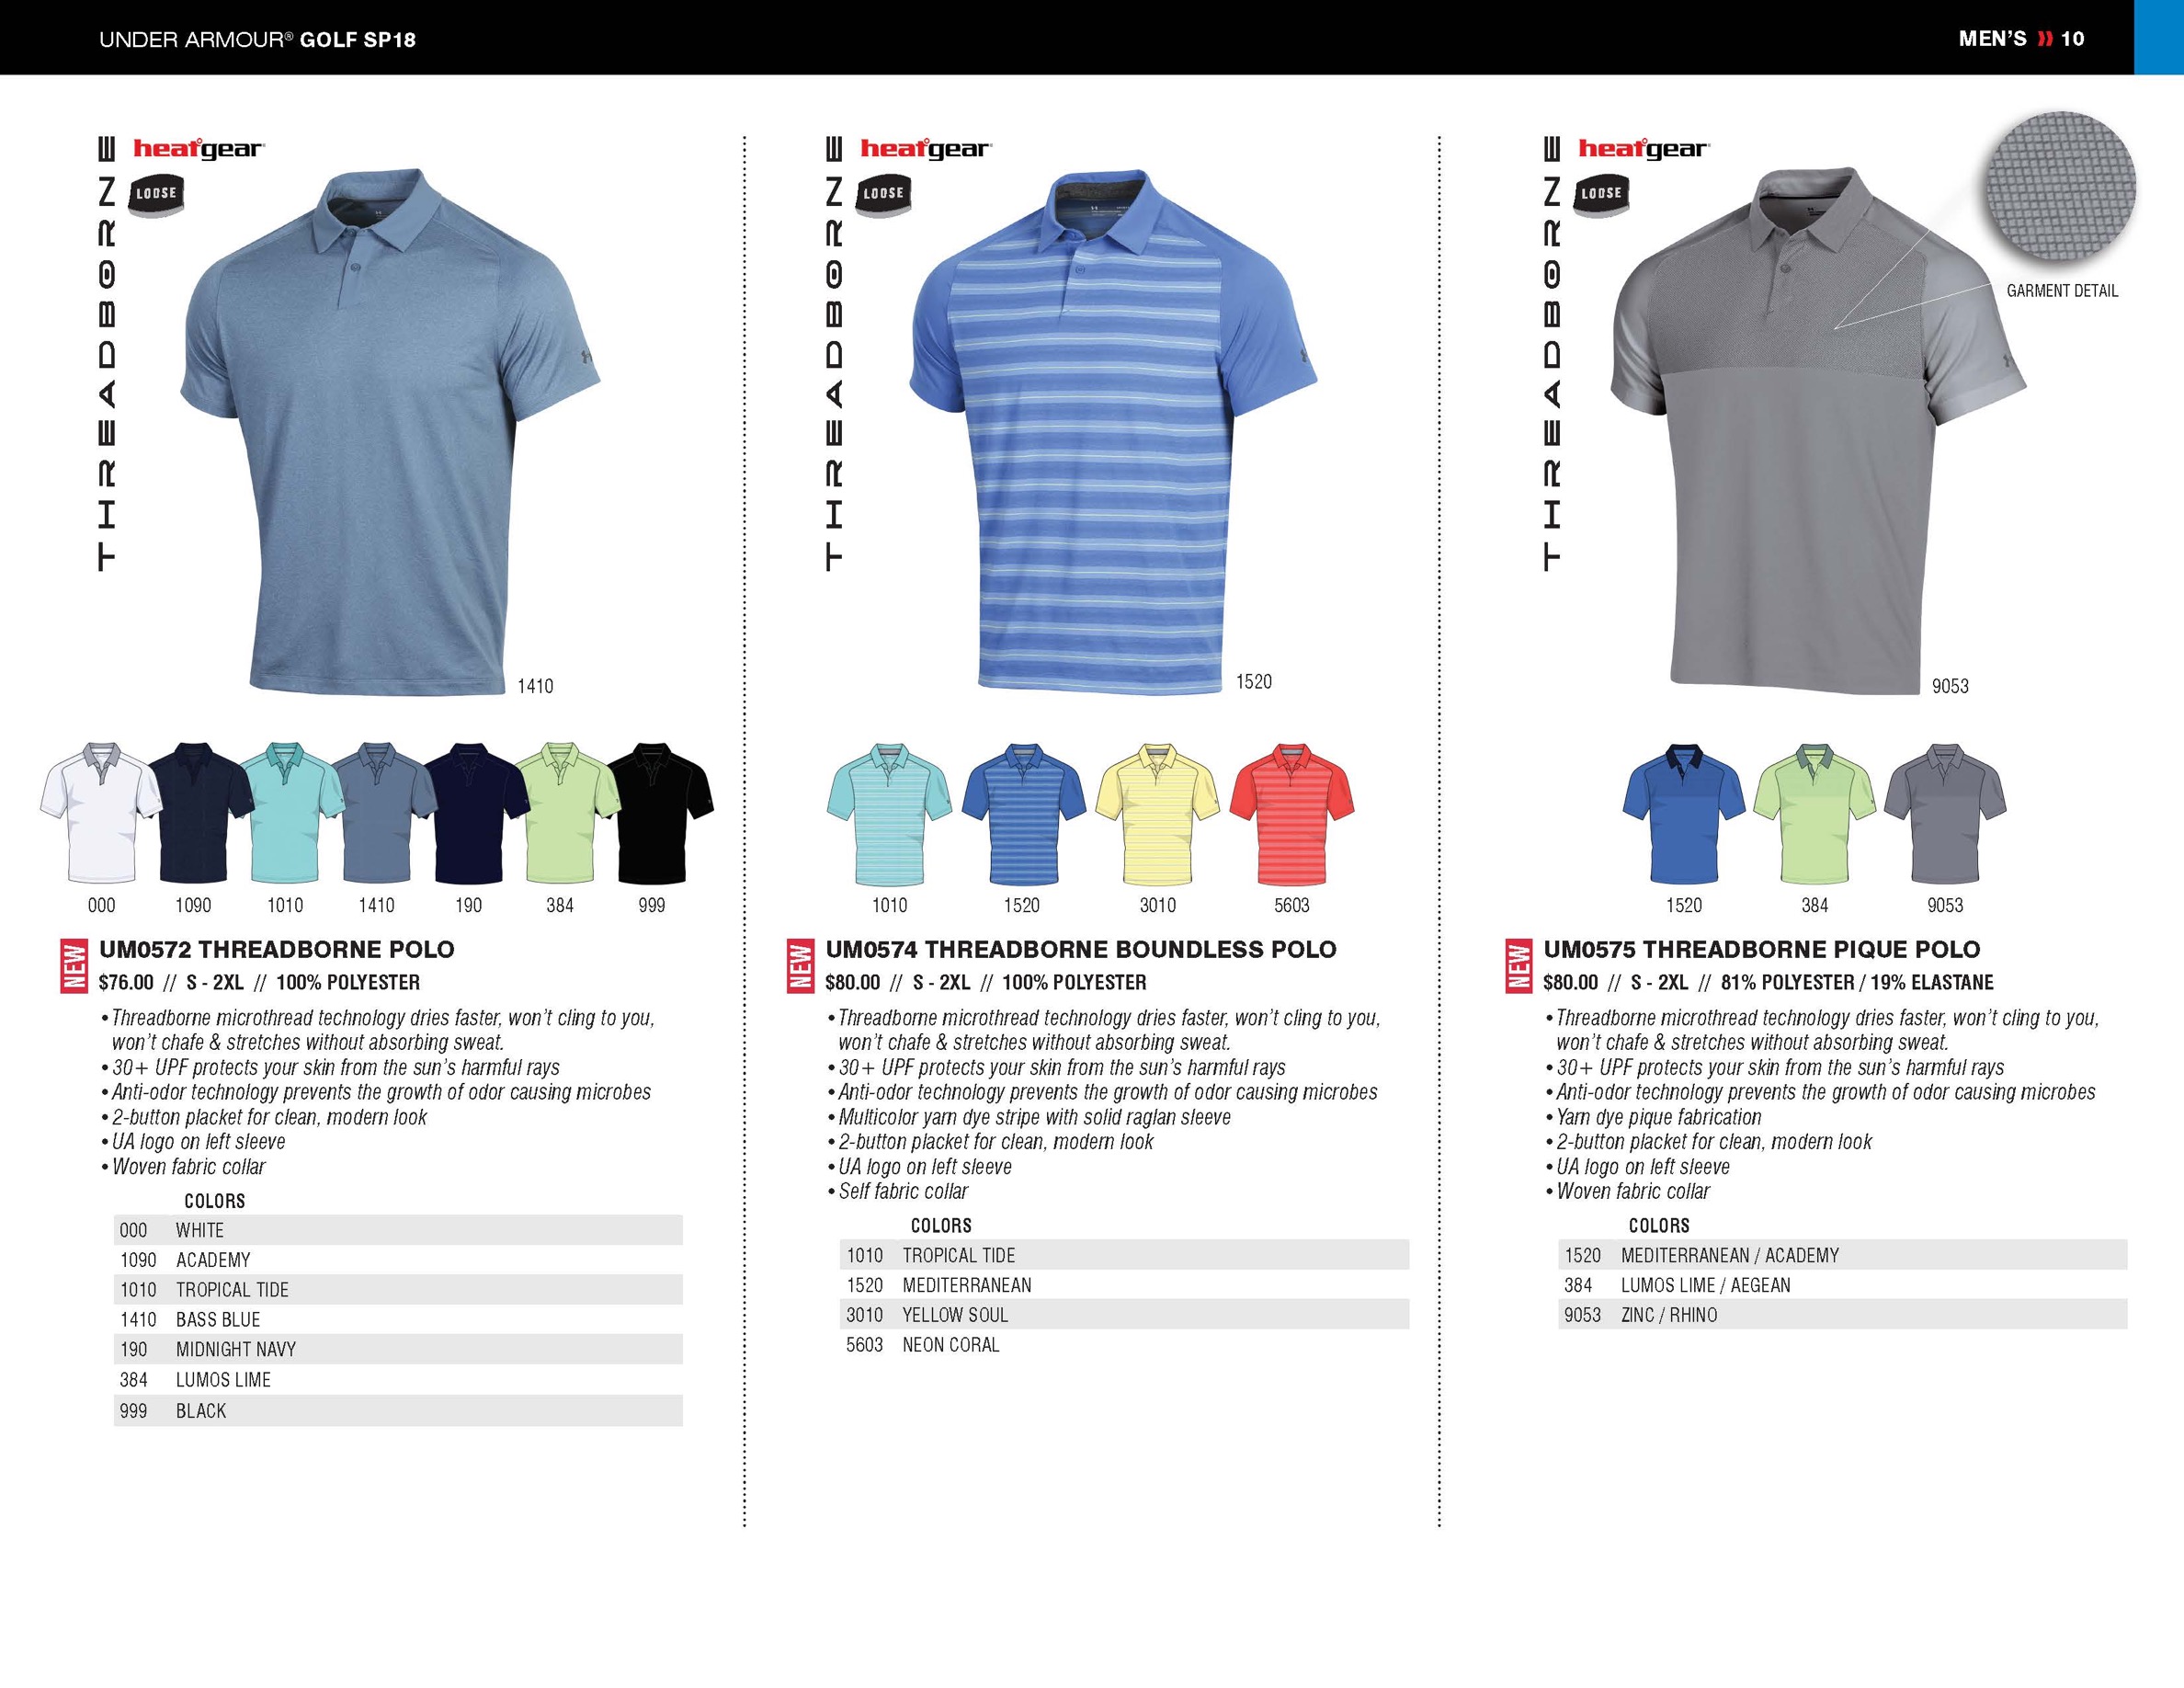 UNDER ARMOUR® GOLF SP18
MEN'S 10
THREADBORNE
heatgear
LOOSE
1410
000 1090 1010 1410 190 384 999
NEW
UM0572 THREADBORNE POLO
$76.00 // S - 2XL // 100% POLYESTER
• Threadborne microthread technology dries faster, won't cling to you,
won't chafe & stretches without absorbing sweat.
• 30+ UPF protects your skin from the sun's harmful rays
• Anti-odor technology prevents the growth of odor causing microbes
• 2-button placket for clean, modern look
• UA logo on left sleeve
• Woven fabric collar
COLORS
000 WHITE
1090 ACADEMY
1010 TROPICAL TIDE
1410 BASS BLUE
190 MIDNIGHT NAVY
384 LUMOS LIME
999 BLACK
THREADBORNE
heatgear
LOOSE
1520
1010 1520 3010 5603
NEW
UM0574 THREADBORNE BOUNDLESS POLO
$80.00 // S - 2XL // 100% POLYESTER
• Threadborne microthread technology dries faster, won't cling to you,
won't chafe & stretches without absorbing sweat.
• 30+ UPF protects your skin from the sun's harmful rays
• Anti-odor technology prevents the growth of odor causing microbes
• Multicolor yarn dye stripe with solid raglan sleeve
• 2-button placket for clean, modern look
• UA logo on left sleeve
• Self fabric collar
COLORS
1010 TROPICAL TIDE
1520 MEDITERRANEAN
3010 YELLOW SOUL
5603 NEON CORAL
THREADBORNE
heatgear
LOOSE
GARMENT DETAIL
9053
1520 384 9053
NEW
UM0575 THREADBORNE PIQUE POLO
$80.00 // S - 2XL // 81% POLYESTER / 19% ELASTANE
• Threadborne microthread technology dries faster, won't cling to you,
won't chafe & stretches without absorbing sweat.
• 30+ UPF protects your skin from the sun's harmful rays
• Anti-odor technology prevents the growth of odor causing microbes
• Yarn dye pique fabrication
• 2-button placket for clean, modern look
• UA logo on left sleeve
• Woven fabric collar
COLORS
1520 MEDITERRANEAN / ACADEMY
384 LUMOS LIME / AEGEAN
9053 ZINC / RHINO